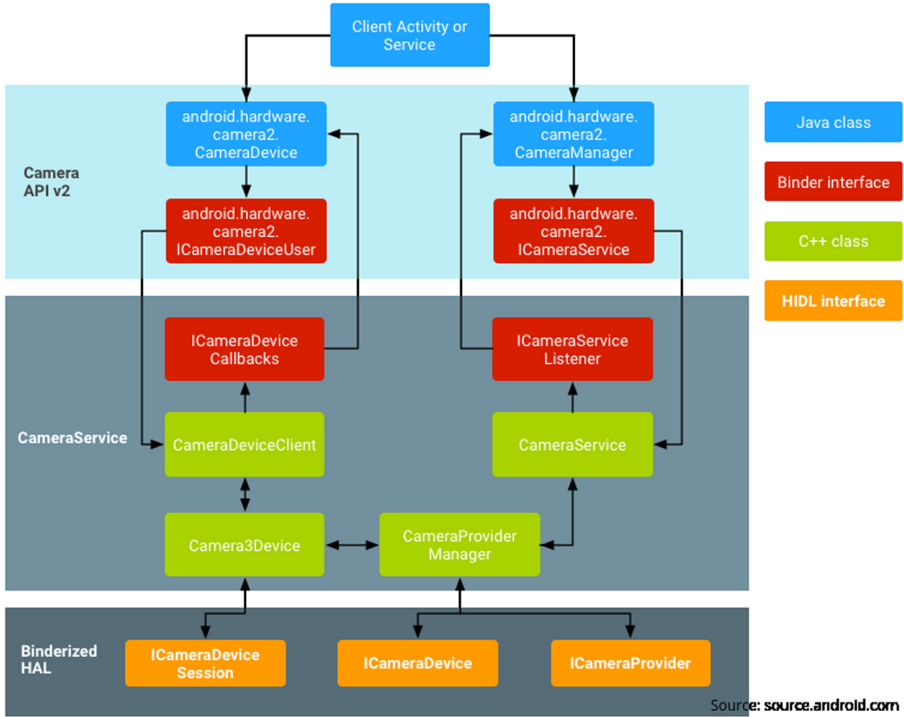 Client Activity or
Service
android.hardware.
camera2.
CameraDevice
android.hardware.
camera2.
CameraManager
Java class
Camera
API v2
Binder interface
android.hardware.
camera2.
ICameraDeviceUser
android.hardware.
camera2.
ICameraService
C++ class
HIDL interface
ICameraDevice
Callbacks
ICameraService
Listener
CameraService
CameraDeviceClient
CameraService
Camera3Device
CameraProvider
Manager
Binderized
HAL
ICameraDevice
Session
ICameraDevice
ICameraProvider
Source: source.android.com